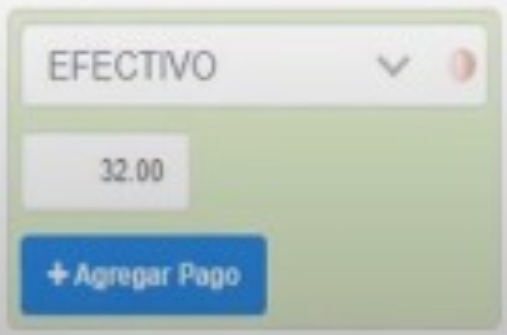 EFECTIVO
32.00
+ Agregar Pago